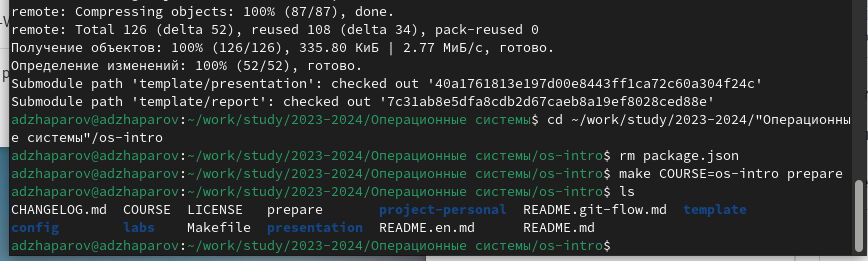 remote: Compressing objects: 100% (87/87), done.
remote: Total 126 (delta 52), reused 108 (delta 34), pack-reused 0
Получение объектов: 100% (126/126), 335.80 КиБ | 2.77 МиБ/с, готово.
Определение изменений: 100% (52/52), готово.
Submodule path 'template/presentation': checked out '40a1761813e197d00e8443ff1ca72c60a304f24c'
Submodule path 'template/report': checked out '7c31ab8e5dfa8cdb2d67caeb8a19ef8028ced88e'
adzhaparov@adzhaparov:~/work/study/2023-2024/Операционные системы$ cd ~/work/study/2023-2024/"Операционны
е системы"/os-intro
adzhaparov@adzhaparov:~/work/study/2023-2024/Операционные системы/os-intro$ rm package.json
adzhaparov@adzhaparov:~/work/study/2023-2024/Операционные системы/os-intro$ make COURSE=os-intro prepare
adzhaparov@adzhaparov:~/work/study/2023-2024/Операционные системы/os-intro$ ls
CHANGELOG.md COURSE LICENSE prepare project-personal README.git-flow.md template
config labs Makefile presentation README.en.md README.md
adzhaparov@adzhaparov:~/work/study/2023-2024/Операционные системы/os-intro$